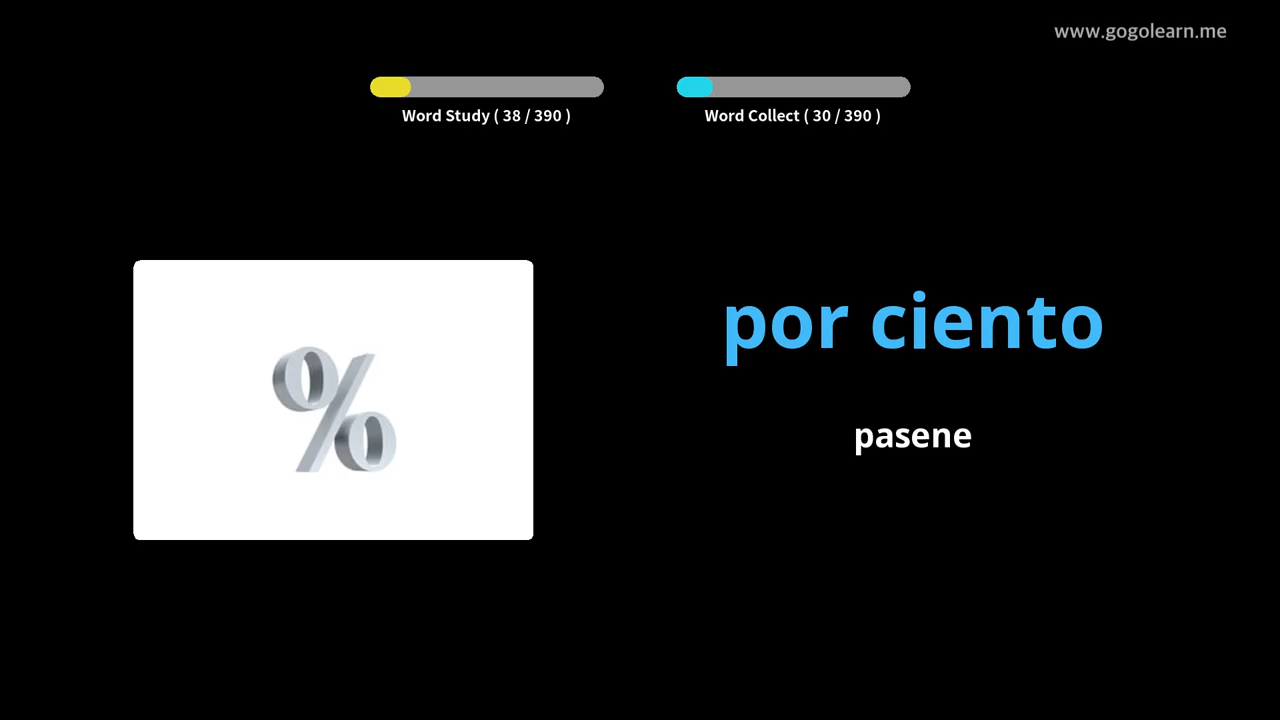 www.gogolearn.me
Word Study ( 38 / 390 )
Word Collect ( 30 / 390 )
%
por ciento
pasene